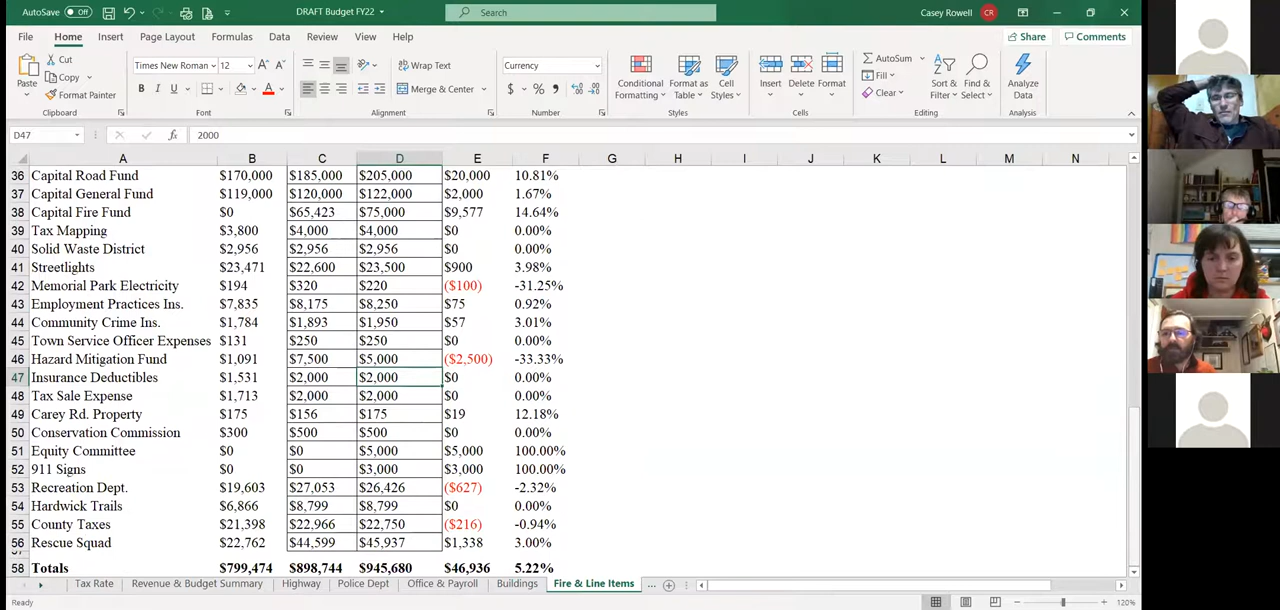 AutoSave Off DRAFT Budget FY22 Search Casey Rowell CR
File Home Insert Page Layout Formulas Data Review View Help Share Comments
Cut Times New Roman 12 Wrap Text Currency AutoSum
Paste Copy Merge & Center Conditional Formatting Format as Table Cell Styles Insert Delete Format Fill Sort & Filter Find & Select Analyze Data
Format Painter Clear
Clipboard Font Alignment Number Styles Cells Editing Analysis
D47 fx 2000
A B C D E F G H I J K L M N
36 Capital Road Fund $170,000 $185,000 $205,000 $20,000 10.81%
37 Capital General Fund $119,000 $120,000 $122,000 $2,000 1.67%
38 Capital Fire Fund $0 $65,423 $75,000 $9,577 14.64%
39 Tax Mapping $3,800 $4,000 $4,000 $0 0.00%
40 Solid Waste District $2,956 $2,956 $2,956 $0 0.00%
41 Streetlights $23,471 $22,600 $23,500 $900 3.98%
42 Memorial Park Electricity $194 $320 $220 ($100) -31.25%
43 Employment Practices Ins. $7,835 $8,175 $8,250 $75 0.92%
44 Community Crime Ins. $1,784 $1,893 $1,950 $57 3.01%
45 Town Service Officer Expenses $131 $250 $250 $0 0.00%
46 Hazard Mitigation Fund $1,091 $7,500 $5,000 ($2,500) -33.33%
47 Insurance Deductibles $1,531 $2,000 $2,000 $0 0.00%
48 Tax Sale Expense $1,713 $2,000 $2,000 $0 0.00%
49 Carey Rd. Property $175 $156 $175 $19 12.18%
50 Conservation Commission $300 $500 $500 $0 0.00%
51 Equity Committee $0 $0 $5,000 $5,000 100.00%
52 911 Signs $0 $0 $3,000 $3,000 100.00%
53 Recreation Dept. $19,603 $27,053 $26,426 ($627) -2.32%
54 Hardwick Trails $6,866 $8,799 $8,799 $0 0.00%
55 County Taxes $21,398 $22,966 $22,750 ($216) -0.94%
56 Rescue Squad $22,762 $44,599 $45,937 $1,338 3.00%
58 Totals $799,474 $898,744 $945,680 $46,936 5.22%
Tax Rate Revenue & Budget Summary Highway Police Dept Office & Payroll Buildings Fire & Line Items ...
Ready 120%